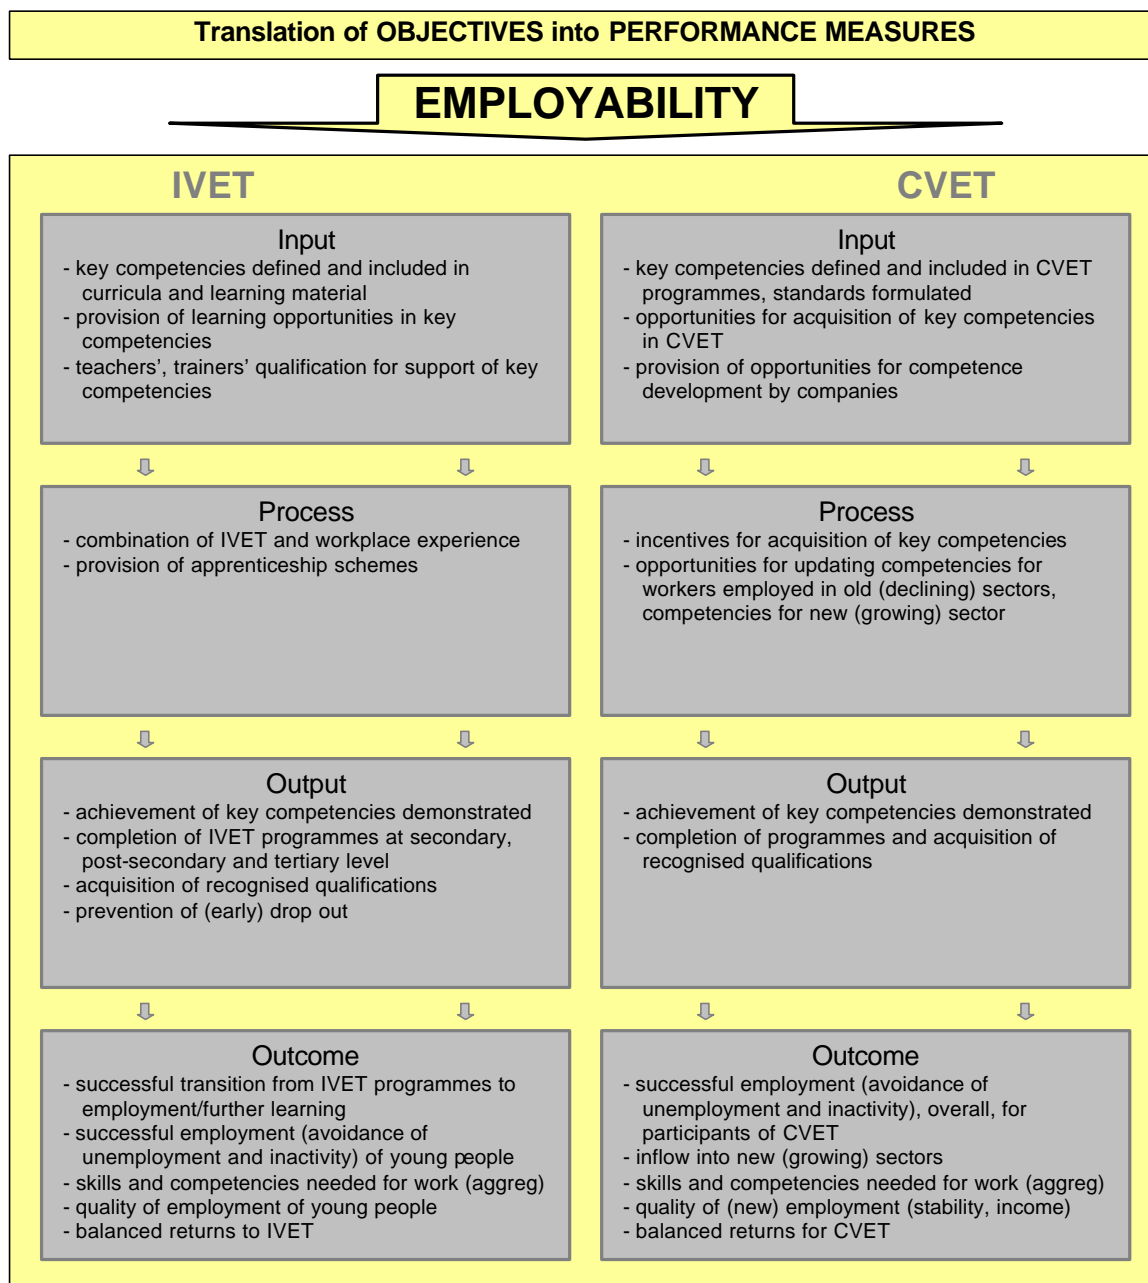 Translation of OBJECTIVES into PERFORMANCE MEASURES
EMPLOYABILITY
IVET
Input
- key competencies defined and included in
curricula and learning material
- provision of learning opportunities in key
competencies
- teachers’, trainers’ qualification for support of key
competencies
Process
- combination of IVET and workplace experience
- provision of apprenticeship schemes
Output
- achievement of key competencies demonstrated
- completion of IVET programmes at secondary,
post-secondary and tertiary level
- acquisition of recognised qualifications
- prevention of (early) drop out
Outcome
- successful transition from IVET programmes to
employment/further learning
- successful employment (avoidance of
unemployment and inactivity) of young people
- skills and competencies needed for work (aggreg)
- quality of employment of young people
- balanced returns to IVET
CVET
Input
- key competencies defined and included in CVET
programmes, standards formulated
- opportunities for acquisition of key competencies
in CVET
- provision of opportunities for competence
development by companies
Process
- incentives for acquisition of key competencies
- opportunities for updating competencies for
workers employed in old (declining) sectors,
competencies for new (growing) sector
Output
- achievement of key competencies demonstrated
- completion of programmes and acquisition of
recognised qualifications
Outcome
- successful employment (avoidance of
unemployment and inactivity), overall, for
participants of CVET
- inflow into new (growing) sectors
- skills and competencies needed for work (aggreg)
- quality of (new) employment (stability, income)
- balanced returns for CVET